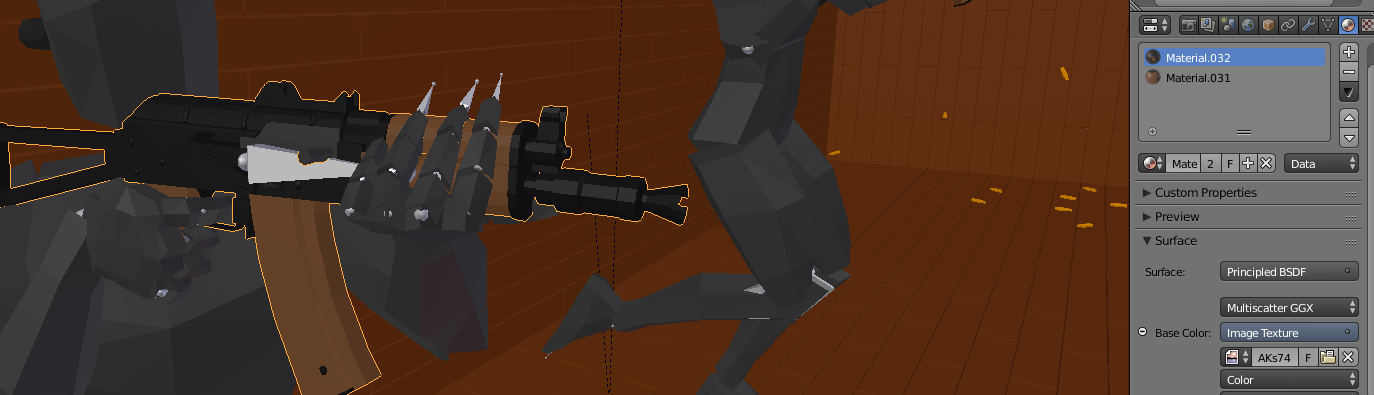 Material.032
Material.031
Mate 2 F Data
Custom Properties
Preview
Surface
Surface: Principled BSDF
Multiscatter GGX
Base Color: Image Texture
AKs74 F
Color